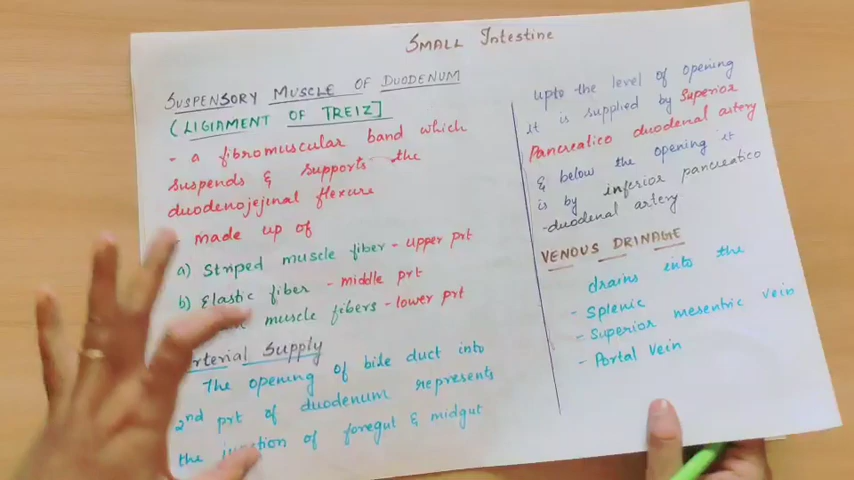 SMALL Intestine
SUSPENSORY MUSCLE OF DUODENUM
(LIGIAMENT OF TREIZ]
- a fibromuscular band which
suspends & supports the
duodenojejinal flexure
- made up of
a) Striped muscle fiber - upper prt
b) Elastic fiber - middle prt
muscle fibers - lower prt
Arterial Supply
The opening of bile duct into
2nd prt of duodenum represents
the junction of foregut & midgut
upto the level of opening
it is supplied by Superior
Pancreatico duodenal artery
& below the opening it
is by inferior pancreatico
-duodenal artery
VENOUS DRINAGE
drains into the
- Splenic
- Superior mesentric vein
- Portal vein